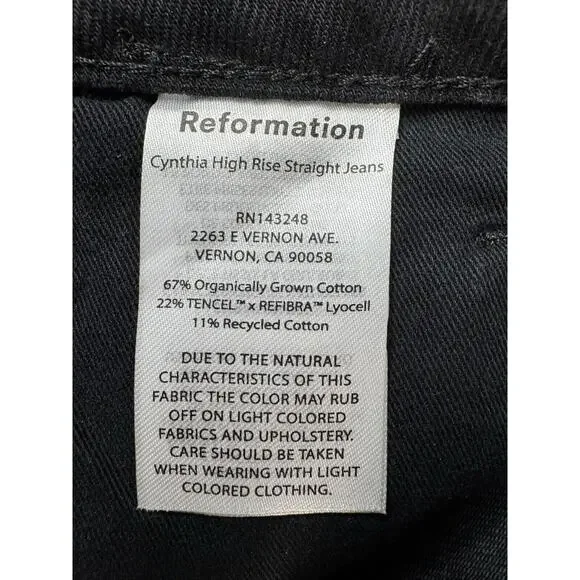 Reformation
Cynthia High Rise Straight Jeans
RN143248
2263 E VERNON AVE.
VERNON, CA 90058
67% Organically Grown Cotton
22% TENCEL™ x REFIBRA™ Lyocell
11% Recycled Cotton
DUE TO THE NATURAL
CHARACTERISTICS OF THIS
FABRIC THE COLOR MAY RUB
OFF ON LIGHT COLORED
FABRICS AND UPHOLSTERY.
CARE SHOULD BE TAKEN
WHEN WEARING WITH LIGHT
COLORED CLOTHING.